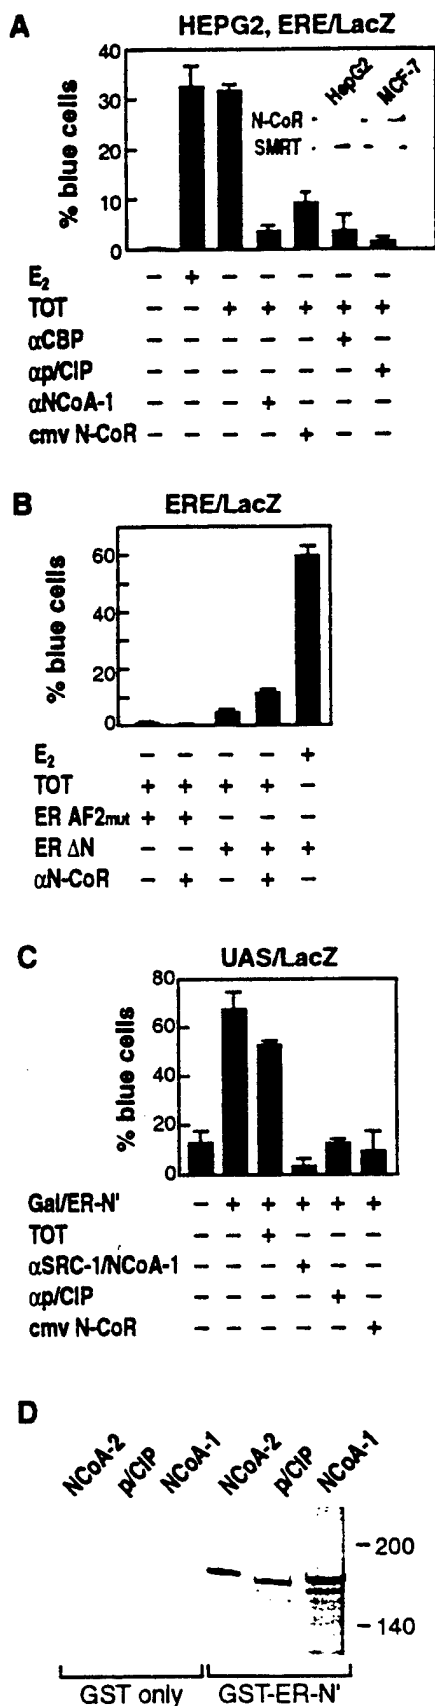 A
HEPG2, ERE/LacZ
% blue cells
40
30
20
10
0
HepG2
MCF-7
N-CoR
SMRT
E2 − + − − − − −
TOT − − + + + + +
αCBP − − − − − + −
αp/CIP − − − − − − +
αNCoA-1 − − − + − − −
cmv N-CoR − − − − + − −
B
ERE/LacZ
% blue cells
60
40
20
0
E2 − − − − +
TOT + + + + −
ER AF2mut + + − − −
ER ΔN − − + + +
αN-CoR − + − + −
C
UAS/LacZ
% blue cells
80
60
40
20
0
Gal/ER-N' − + + + + +
TOT − − + − − −
αSRC-1/NCoA-1 − − − + − −
αp/CIP − − − − + −
cmv N-CoR − − − − − +
D
NCoA-2 p/CIP NCoA-1 NCoA-2 p/CIP NCoA-1
−200
−140
GST only GST-ER-N'